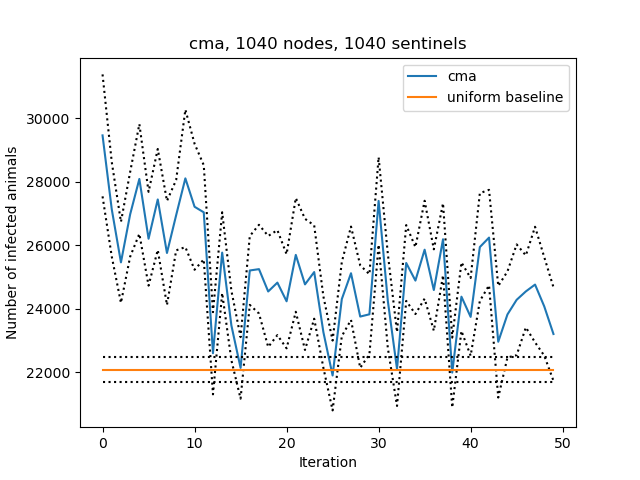 cma, 1040 nodes, 1040 sentinels
cma
uniform baseline
Number of infected animals
30000
28000
26000
24000
22000
0 10 20 30 40 50
Iteration